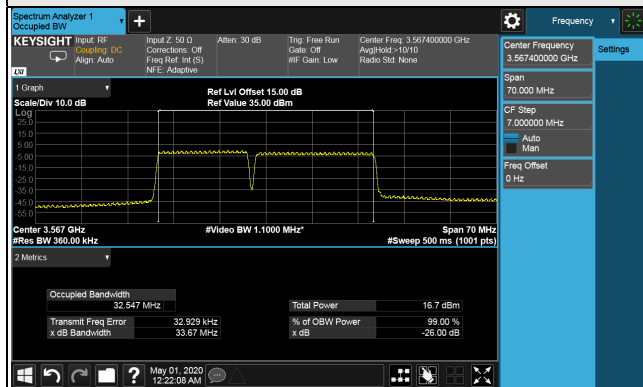 Spectrum Analyzer 1
Occupied BW
Frequency
KEYSIGHT
Input: RF
Coupling: DC
Align: Auto
Input Z: 50 Ω
Corrections: Off
Freq Ref: Int (S)
NFE: Adaptive
Atten: 30 dB
Trig: Free Run
Gate: Off
#IF Gain: Low
Center Freq: 3.567400000 GHz
Avg|Hold:>10/10
Radio Std: None
LXI
Center Frequency
3.567400000 GHz
Settings
Span
70.000 MHz
CF Step
7.000000 MHz
Auto
Man
Freq Offset
0 Hz
1 Graph
Scale/Div 10.0 dB
Ref Lvl Offset 15.00 dB
Ref Value 35.00 dBm
Log
25.0
15.0
5.00
-5.00
-15.0
-25.0
-35.0
-45.0
-55.0
Center 3.567 GHz
#Res BW 360.00 kHz
#Video BW 1.1000 MHz*
Span 70 MHz
#Sweep 500 ms (1001 pts)
2 Metrics
Occupied Bandwidth
32.547 MHz
Total Power 16.7 dBm
Transmit Freq Error 32.929 kHz
% of OBW Power 99.00 %
x dB Bandwidth 33.67 MHz
x dB -26.00 dB
?
May 01, 2020
12:22:08 AM